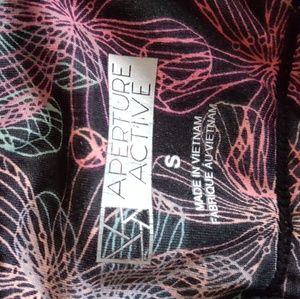 APERTURE
ACTIVE
S
MADE IN VIETNAM
FABRIQUÉ AU VIETNAM